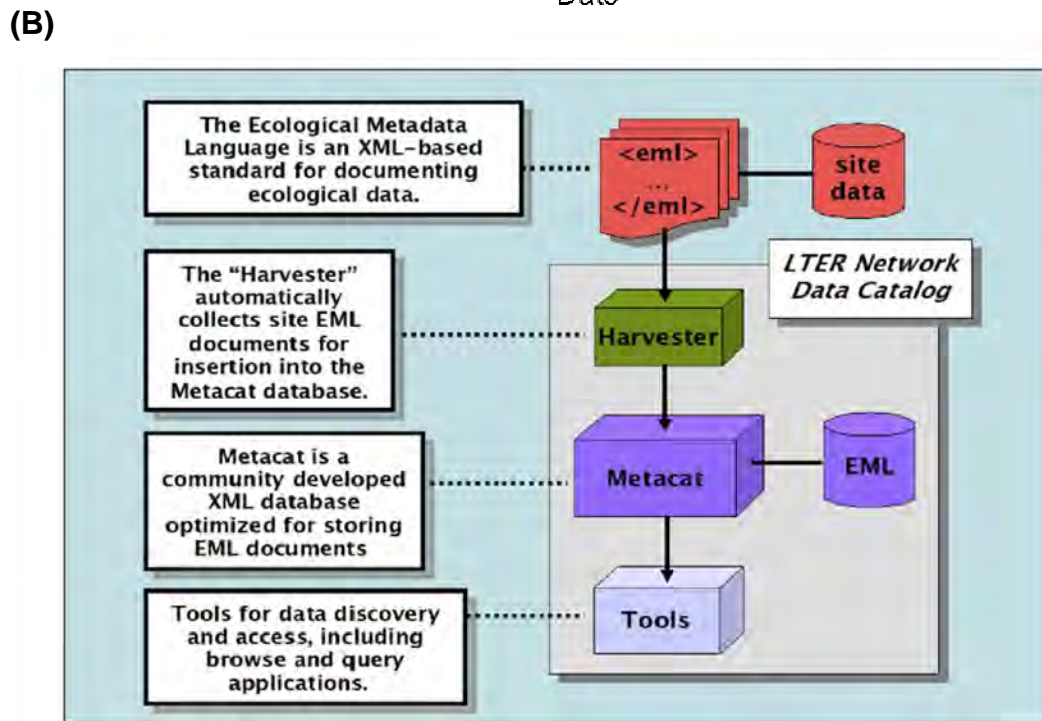 (B)
The Ecological Metadata
Language is an XML-based
standard for documenting
ecological data.
<eml>
...
</eml>
site
data
LTER Network
Data Catalog
The “Harvester”
automatically
collects site EML
documents for
insertion into the
Metacat database.
Harvester
Metacat is a
community developed
XML database
optimized for storing
EML documents
Metacat
EML
Tools for data discovery
and access, including
browse and query
applications.
Tools